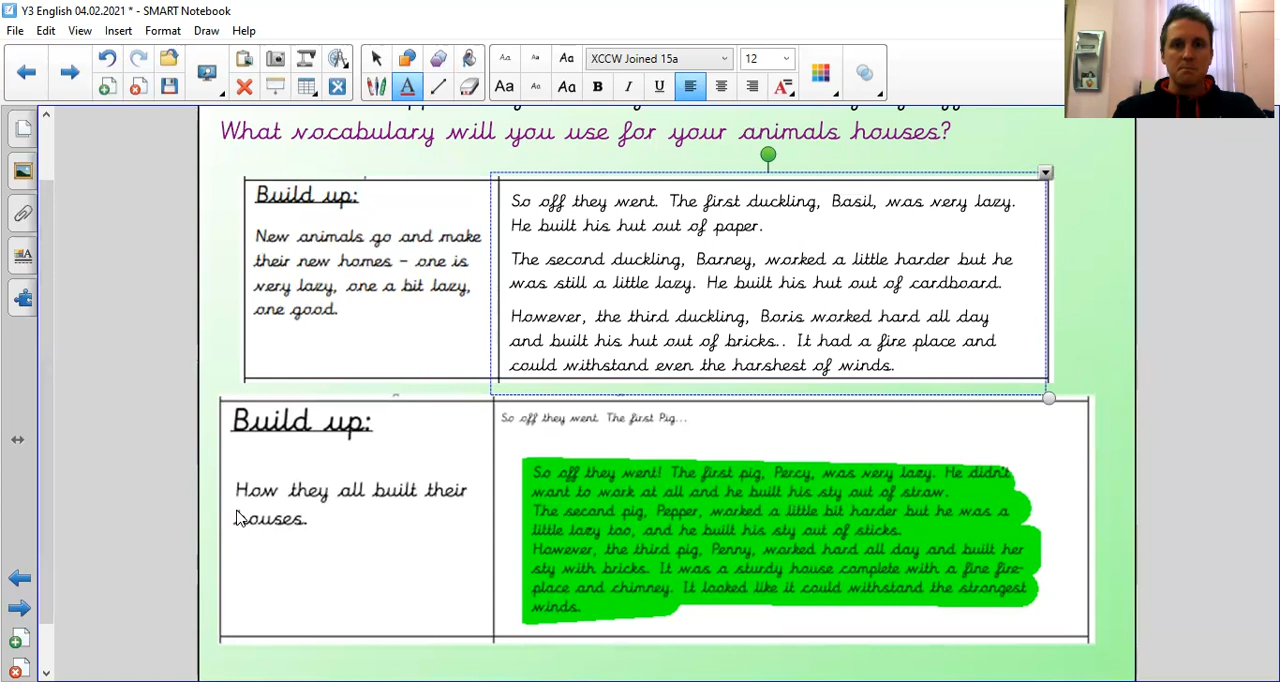 Y3 English 04.02.2021 * - SMART Notebook
File Edit View Insert Format Draw Help
XCCW Joined 15a
12
What vocabulary will you use for your animals houses?
Build up:
New animals go and make
their new homes - one is
very lazy, one a bit lazy,
one good.
So off they went. The first duckling, Basil, was very lazy.
He built his hut out of paper.
The second duckling, Barney, worked a little harder but he
was still a little lazy. He built his hut out of cardboard.
However, the third duckling, Boris worked hard all day
and built his hut out of bricks.. It had a fire place and
could withstand even the harshest of winds.
Build up:
How they all built their
houses.
So off they went. The first Pig...
So off they went! The first pig, Percy, was very lazy. He didn't
want to work at all and he built his sty out of straw.
The second pig, Pepper, worked a little bit harder but he was a
little lazy too, and he built his sty out of sticks.
However, the third pig, Penny, worked hard all day and built her
sty with bricks. It was a sturdy house complete with a fine fire-
place and chimney. It looked like it could withstand the strongest
winds.